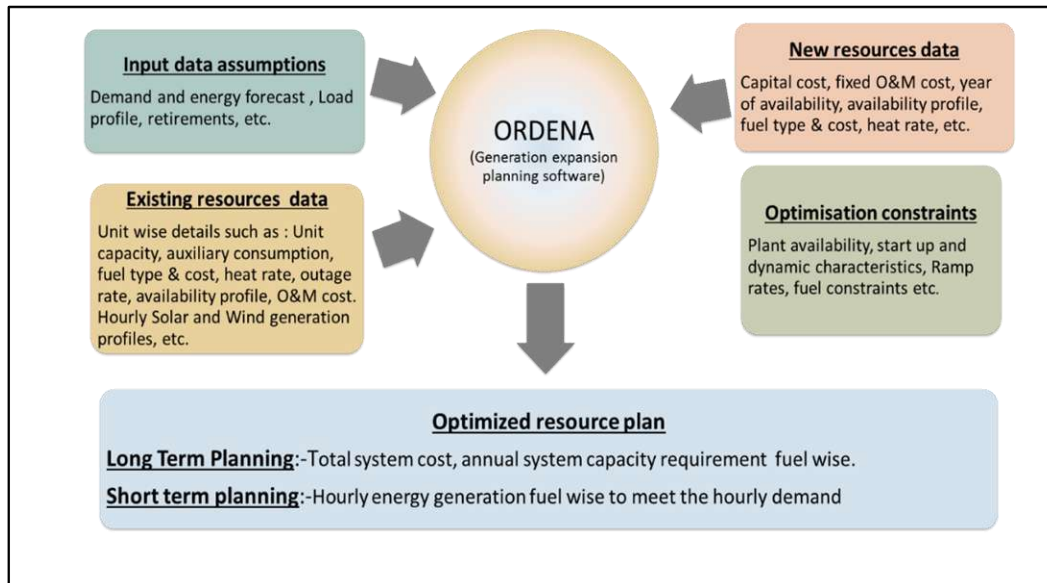 Input data assumptions
Demand and energy forecast , Load
profile, retirements, etc.
Existing resources data
Unit wise details such as : Unit
capacity, auxiliary consumption,
fuel type & cost, heat rate, outage
rate, availability profile, O&M cost.
Hourly Solar and Wind generation
profiles, etc.
ORDENA
(Generation expansion
planning software)
New resources data
Capital cost, fixed O&M cost, year
of availability, availability profile,
fuel type & cost, heat rate, etc.
Optimisation constraints
Plant availability, start up and
dynamic characteristics, Ramp
rates, fuel constraints etc.
Optimized resource plan
Long Term Planning:-Total system cost, annual system capacity requirement fuel wise.
Short term planning:-Hourly energy generation fuel wise to meet the hourly demand